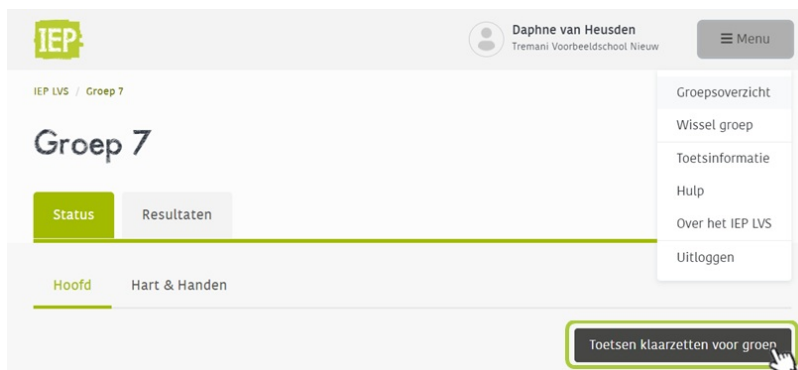 IEP
Daphne van Heusden
Tremani Voorbeeldschool Nieuw
Menu
IEP LVS / Groep 7
Groep 7
Status
Resultaten
Groepsoverzicht
Wissel groep
Toetsinformatie
Hulp
Over het IEP LVS
Uitloggen
Hoofd
Hart & Handen
Toetsen klaarzetten voor groep